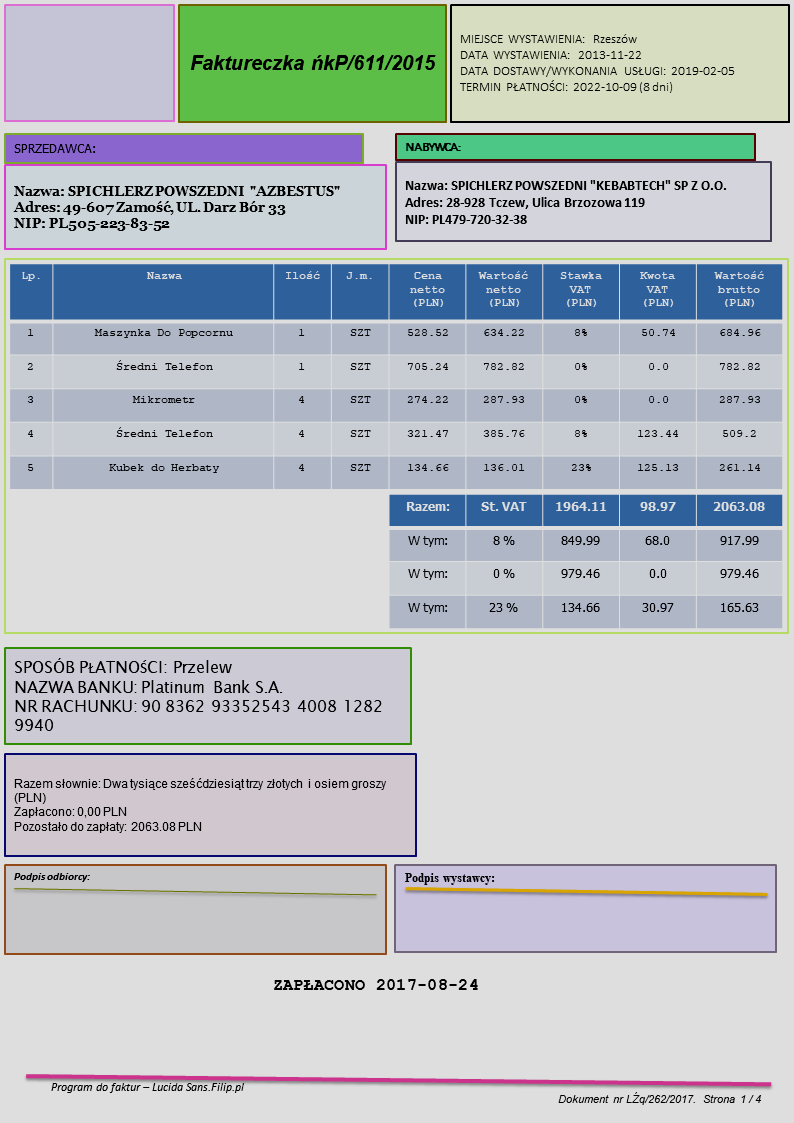 Faktureczka ńkP/611/2015
MIEJSCE WYSTAWIENIA: Rzeszów
DATA WYSTAWIENIA: 2013-11-22
DATA DOSTAWY/WYKONANIA USŁUGI: 2019-02-05
TERMIN PŁATNOŚCI: 2022-10-09 (8 dni)
SPRZEDAWCA:
Nazwa: SPICHLERZ POWSZEDNI "AZBESTUS"
Adres: 49-607 Zamość, UL. Darz Bór 33
NIP: PL505-223-83-52
NABYWCA:
Nazwa: SPICHLERZ POWSZEDNI "KEBABTECH" SP Z O.O.
Adres: 28-928 Tczew, Ulica Brzozowa 119
NIP: PL479-720-32-38
Lp. Nazwa Ilość J.m. Cena netto (PLN) Wartość netto (PLN) Stawka VAT (PLN) Kwota VAT (PLN) Wartość brutto (PLN)
1 Maszynka Do Popcornu 1 SZT 528.52 634.22 8% 50.74 684.96
2 Średni Telefon 1 SZT 705.24 782.82 0% 0.0 782.82
3 Mikrometr 4 SZT 274.22 287.93 0% 0.0 287.93
4 Średni Telefon 4 SZT 321.47 385.76 8% 123.44 509.2
5 Kubek do Herbaty 4 SZT 134.66 136.01 23% 125.13 261.14
Razem: St. VAT 1964.11 98.97 2063.08
W tym: 8 % 849.99 68.0 917.99
W tym: 0 % 979.46 0.0 979.46
W tym: 23 % 134.66 30.97 165.63
SPOSÓB PŁATNOŚCI: Przelew
NAZWA BANKU: Platinum Bank S.A.
NR RACHUNKU: 90 8362 93352543 4008 1282
9940
Razem słownie: Dwa tysiące sześćdziesiąt trzy złotych i osiem groszy
(PLN)
Zapłacono: 0,00 PLN
Pozostało do zapłaty: 2063.08 PLN
Podpis odbiorcy:
Podpis wystawcy:
ZAPŁACONO 2017-08-24
Program do faktur – Lucida Sans.Filip.pl
Dokument nr LŹq/262/2017. Strona 1 / 4